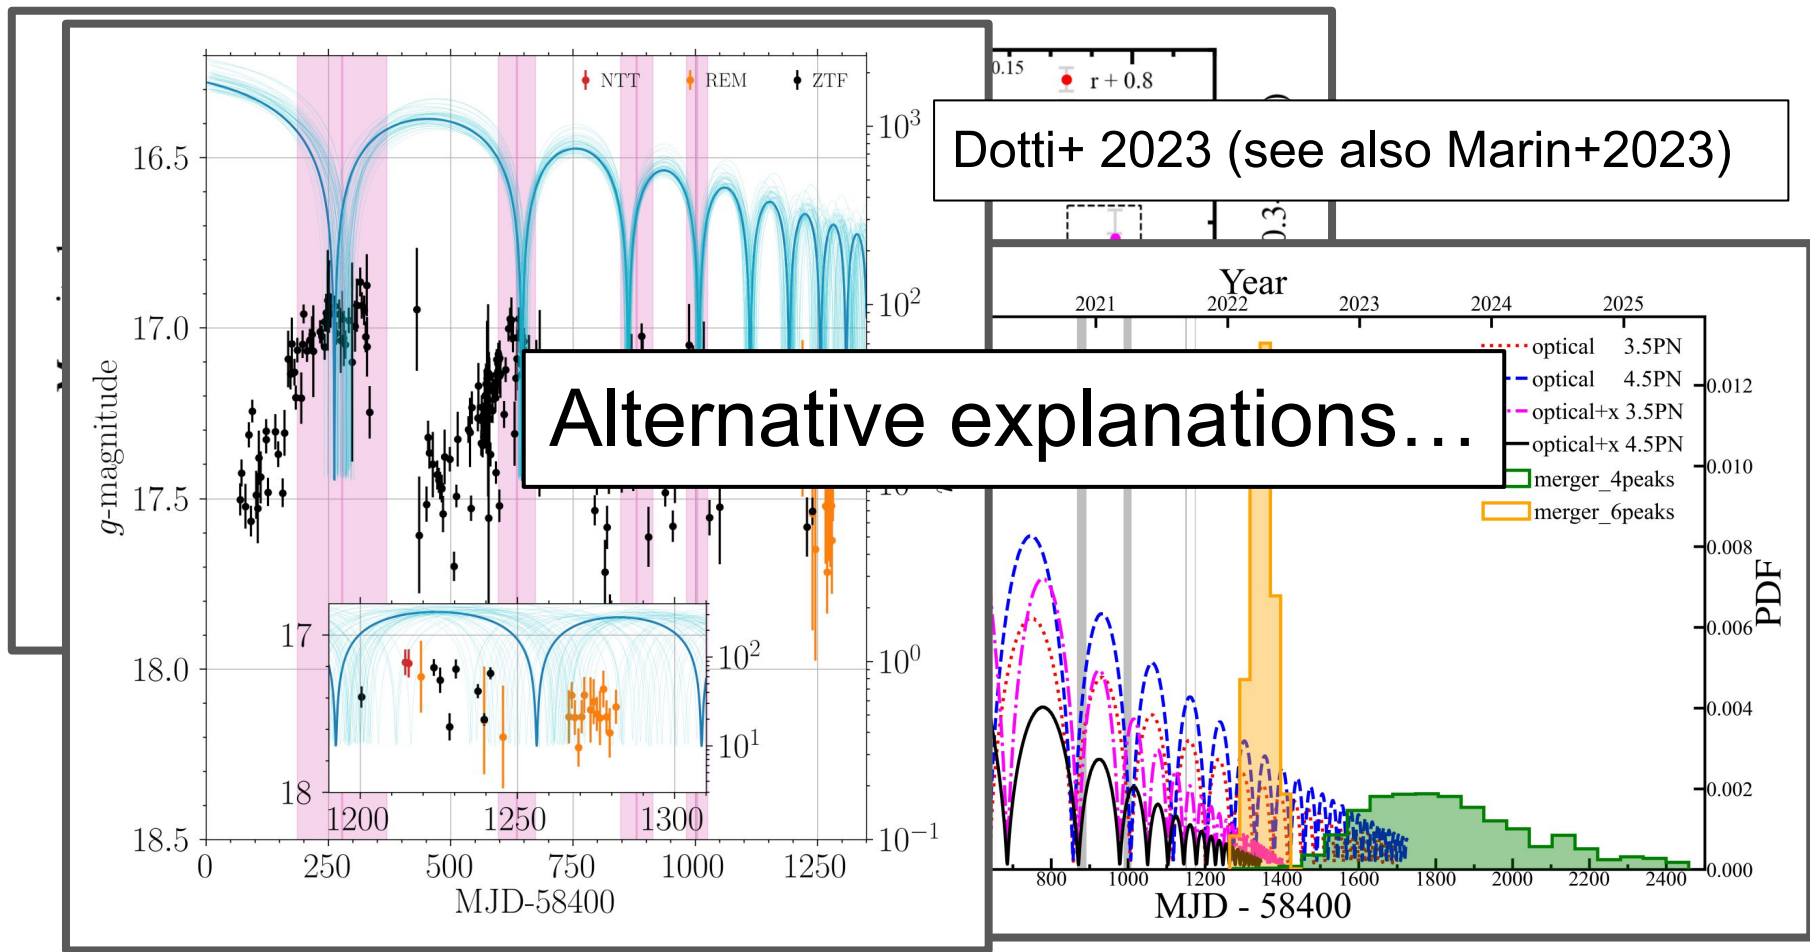 NTT
REM
ZTF
16.5
17.0
17.5
18.0
18.5
g-magnitude
10³
10²
10⁰
10⁻¹
0
250
500
750
1000
1250
MJD-58400
17
18
10²
10¹
1200
1250
1300
0.15
r + 0.8
Dotti+ 2023 (see also Marin+2023)
Alternative explanations…
Year
2021
2022
2023
2024
2025
optical 3.5PN
optical 4.5PN
optical+x 3.5PN
optical+x 4.5PN
merger_4peaks
merger_6peaks
0.012
0.010
0.008
0.006
0.004
0.002
0.000
PDF
800
1000
1200
1400
1600
1800
2000
2200
2400
MJD - 58400